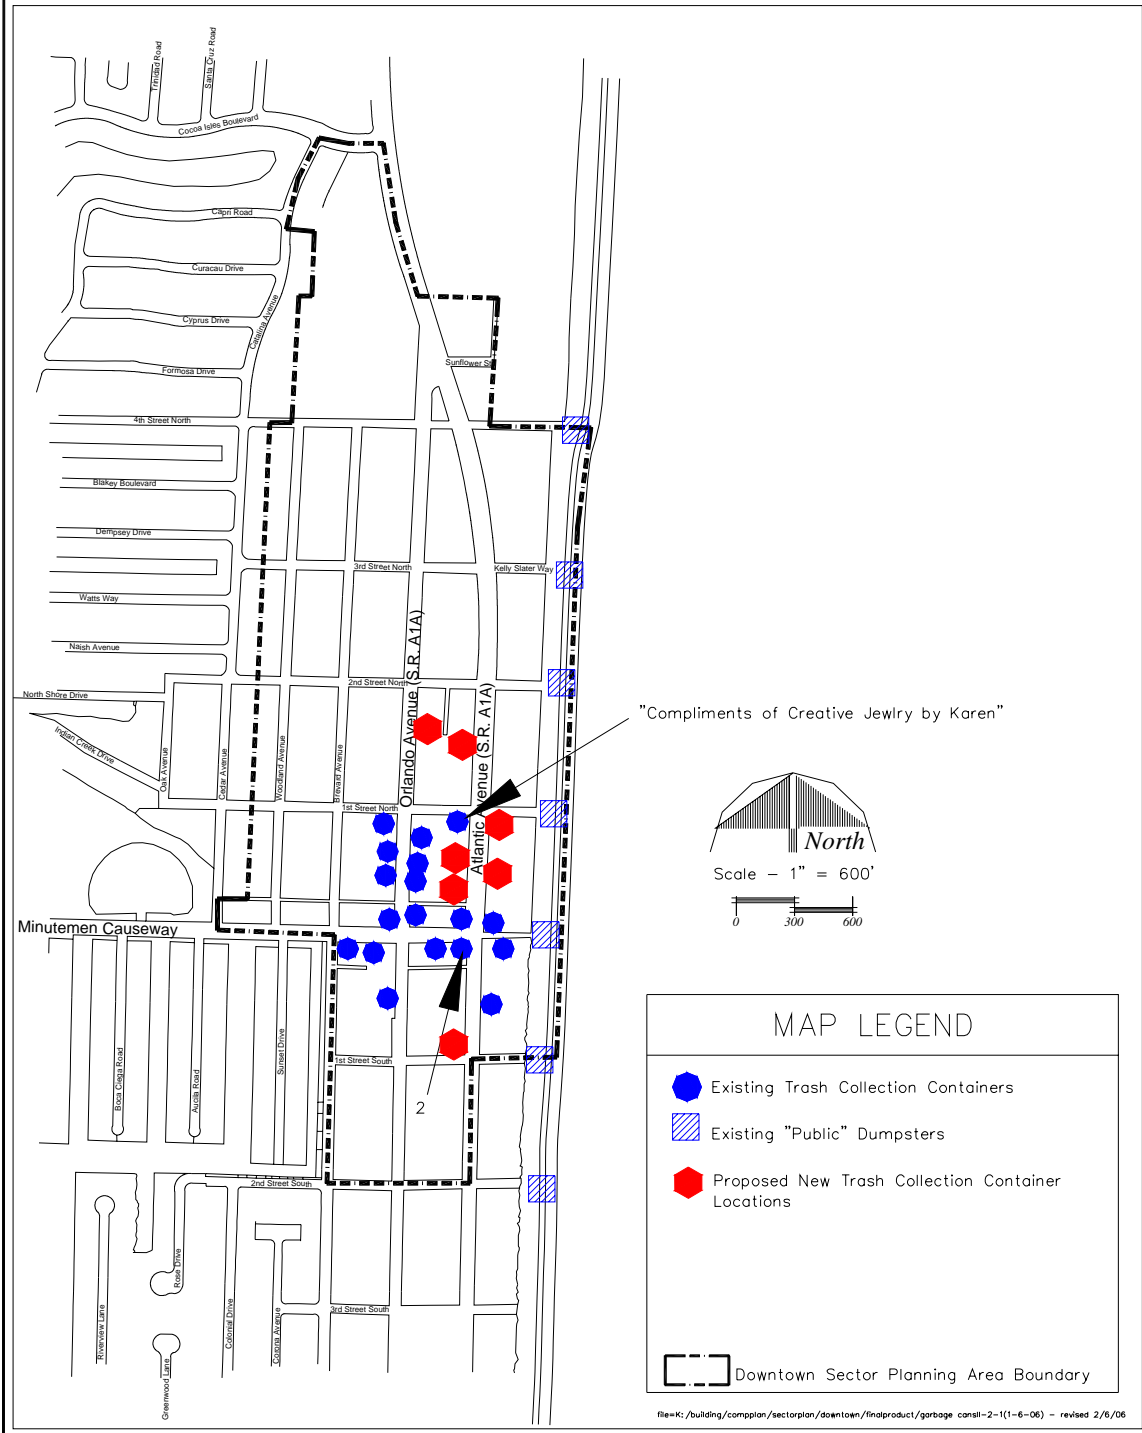 Trinidad Road
Santa Cruz Road
Cocoa Isles Boulevard
Capri Road
Curacau Drive
Catalina Avenue
Cyprus Drive
Sunflower St
Formosa Drive
4th Street North
Blakey Boulevard
Dempsey Drive
3rd Street North
Kelly Slater Way
Watts Way
Naish Avenue
Orlando Avenue (S.R. A1A)
2nd Street North
North Shore Drive
Atlantic Avenue (S.R. A1A)
"Compliments of Creative Jewlry by Karen"
Indian Creek Drive
Oak Avenue
Cedar Avenue
Woodland Avenue
Brevard Avenue
1st Street North
North
Scale - 1" = 600'
0 300 600
Minutemen Causeway
MAP LEGEND
Existing Trash Collection Containers
Existing "Public" Dumpsters
Proposed New Trash Collection Container
Locations
Downtown Sector Planning Area Boundary
1st Street South
2
Boca Ciega Road
Aucila Road
Sunset Drive
2nd Street South
Rose Drive
Riverview Lane
Greenwood Lane
Colonial Drive
Corona Avenue
3rd Street South
file=K:/building/compplan/sectorplan/downtown/finalproduct/garbage cansII-2-1(1-6-06) - revised 2/6/06